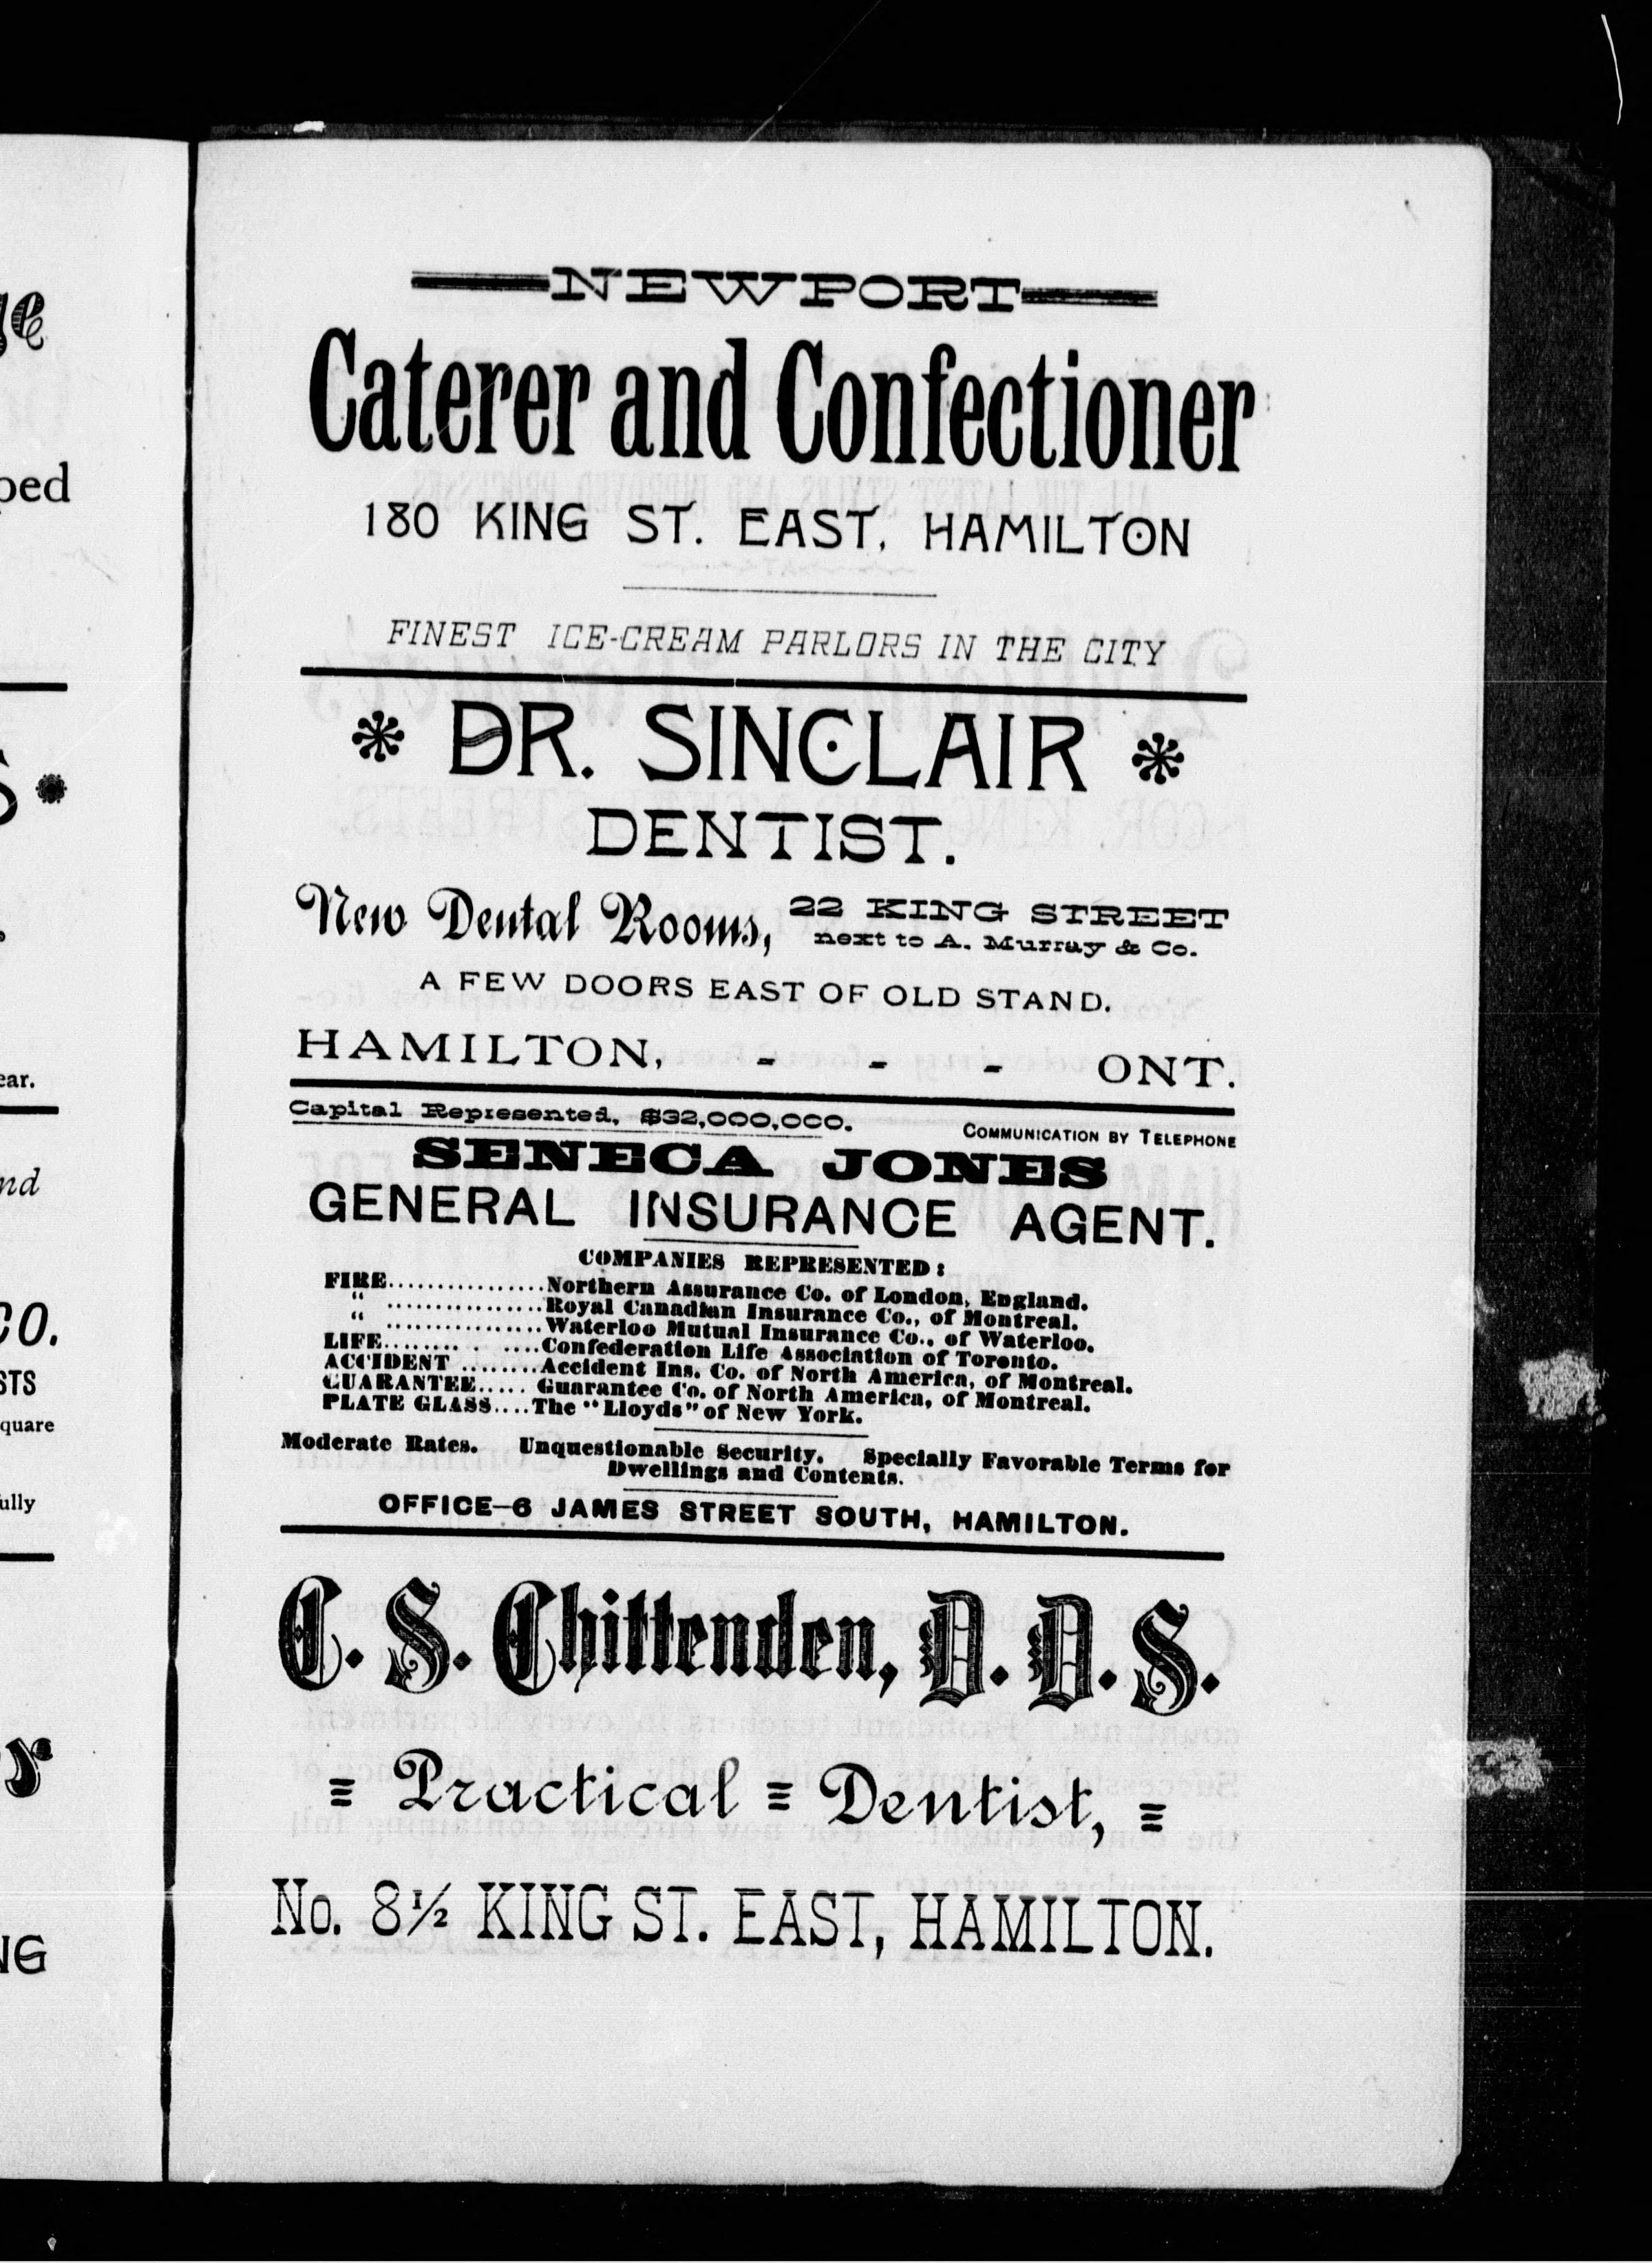 NEWPORT
Caterer and Confectioner
180 KING ST. EAST, HAMILTON
FINEST ICE-CREAM PARLORS IN THE CITY
DR. SINCLAIR
DENTIST.
New Dental Rooms, 22 KING STREET
next to A. Murray & Co.
A FEW DOORS EAST OF OLD STAND.
HAMILTON, - - - ONT.
Capital Represented, $32,000,000. COMMUNICATION BY TELEPHONE
SENECA JONES
GENERAL INSURANCE AGENT.
COMPANIES REPRESENTED:
FIRE................Northern Assurance Co. of London, England.
" ................Royal Canadian Insurance Co., of Montreal.
" ................Waterloo Mutual Insurance Co., of Waterloo.
LIFE........ . ....Confederation Life Association of Toronto.
ACCIDENT ........Accident Ins. Co. of North America, of Montreal.
GUARANTEE..... Guarantee Co. of North America, of Montreal.
PLATE GLASS....The "Lloyds" of New York.
Moderate Rates. Unquestionable Security. Specially Favorable Terms for
Dwellings and Contents.
OFFICE—6 JAMES STREET SOUTH, HAMILTON.
C. S. Chittenden, D. D. S.
Practical Dentist,
No. 8½ KING ST. EAST, HAMILTON.